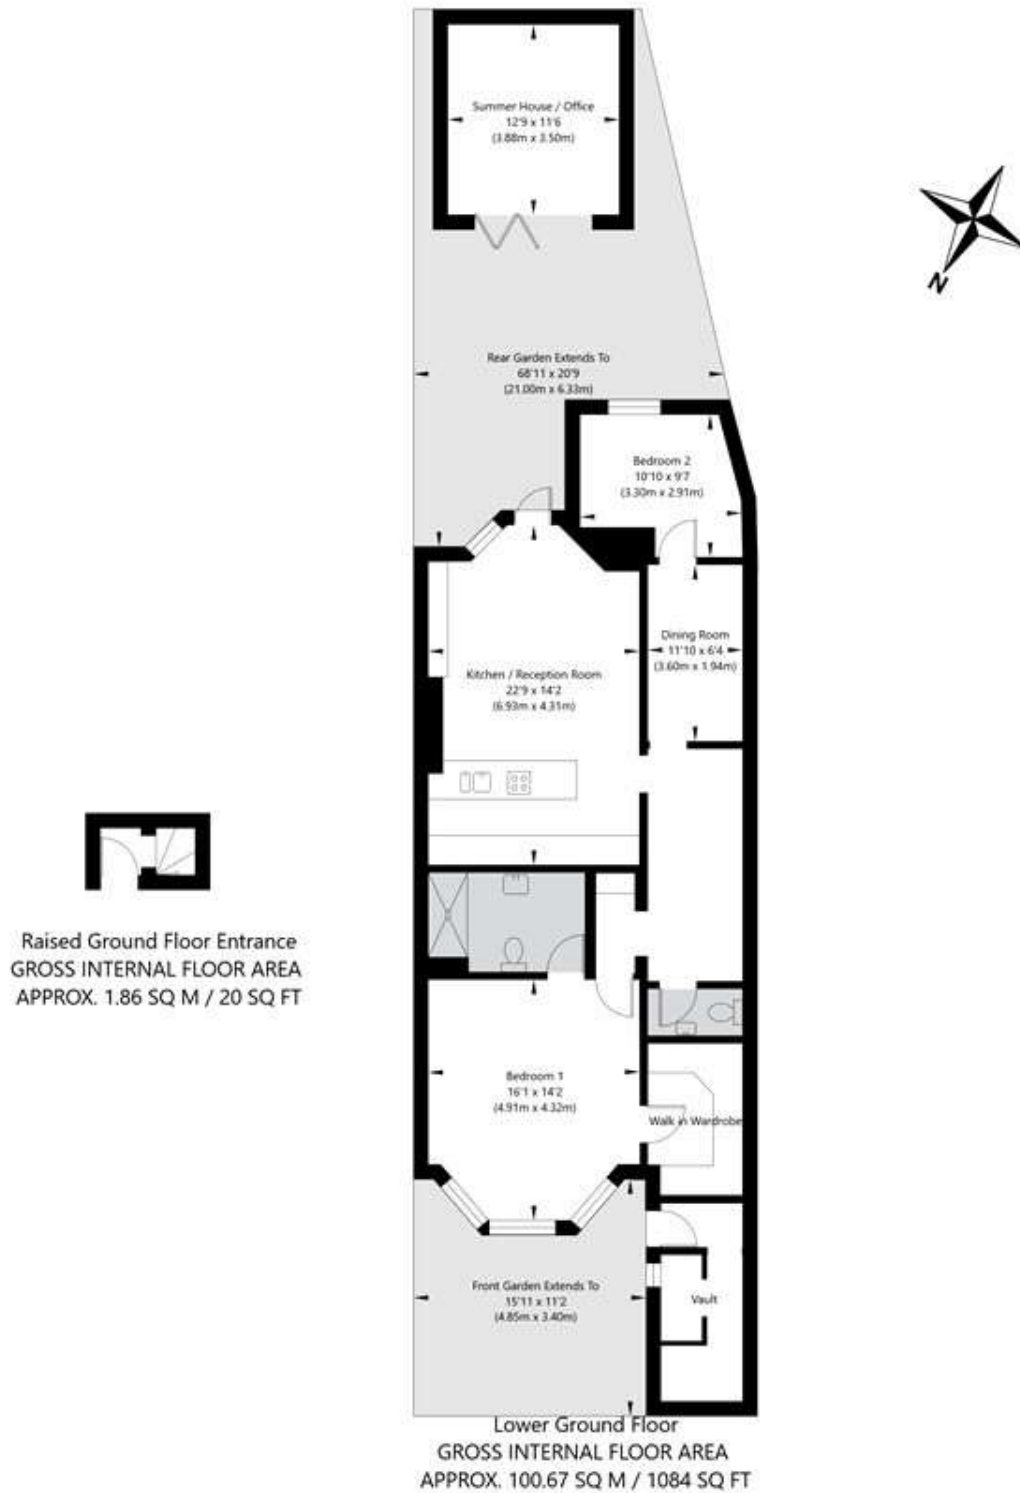 Summer House / Office
12'9 x 11'6
(3.88m x 3.50m)
N
Rear Garden Extends To
68'11 x 20'9
(21.00m x 6.33m)
Bedroom 2
10'10 x 9'7
(3.30m x 2.91m)
Dining Room
11'10 x 6'4
(3.60m x 1.94m)
Kitchen / Reception Room
22'9 x 14'2
(6.93m x 4.31m)
Raised Ground Floor Entrance
GROSS INTERNAL FLOOR AREA
APPROX. 1.86 SQ M / 20 SQ FT
Bedroom 1
16'1 x 14'2
(4.91m x 4.32m)
Walk in Wardrobe
Front Garden Extends To
15'11 x 11'2
(4.85m x 3.40m)
Vault
Lower Ground Floor
GROSS INTERNAL FLOOR AREA
APPROX. 100.67 SQ M / 1084 SQ FT